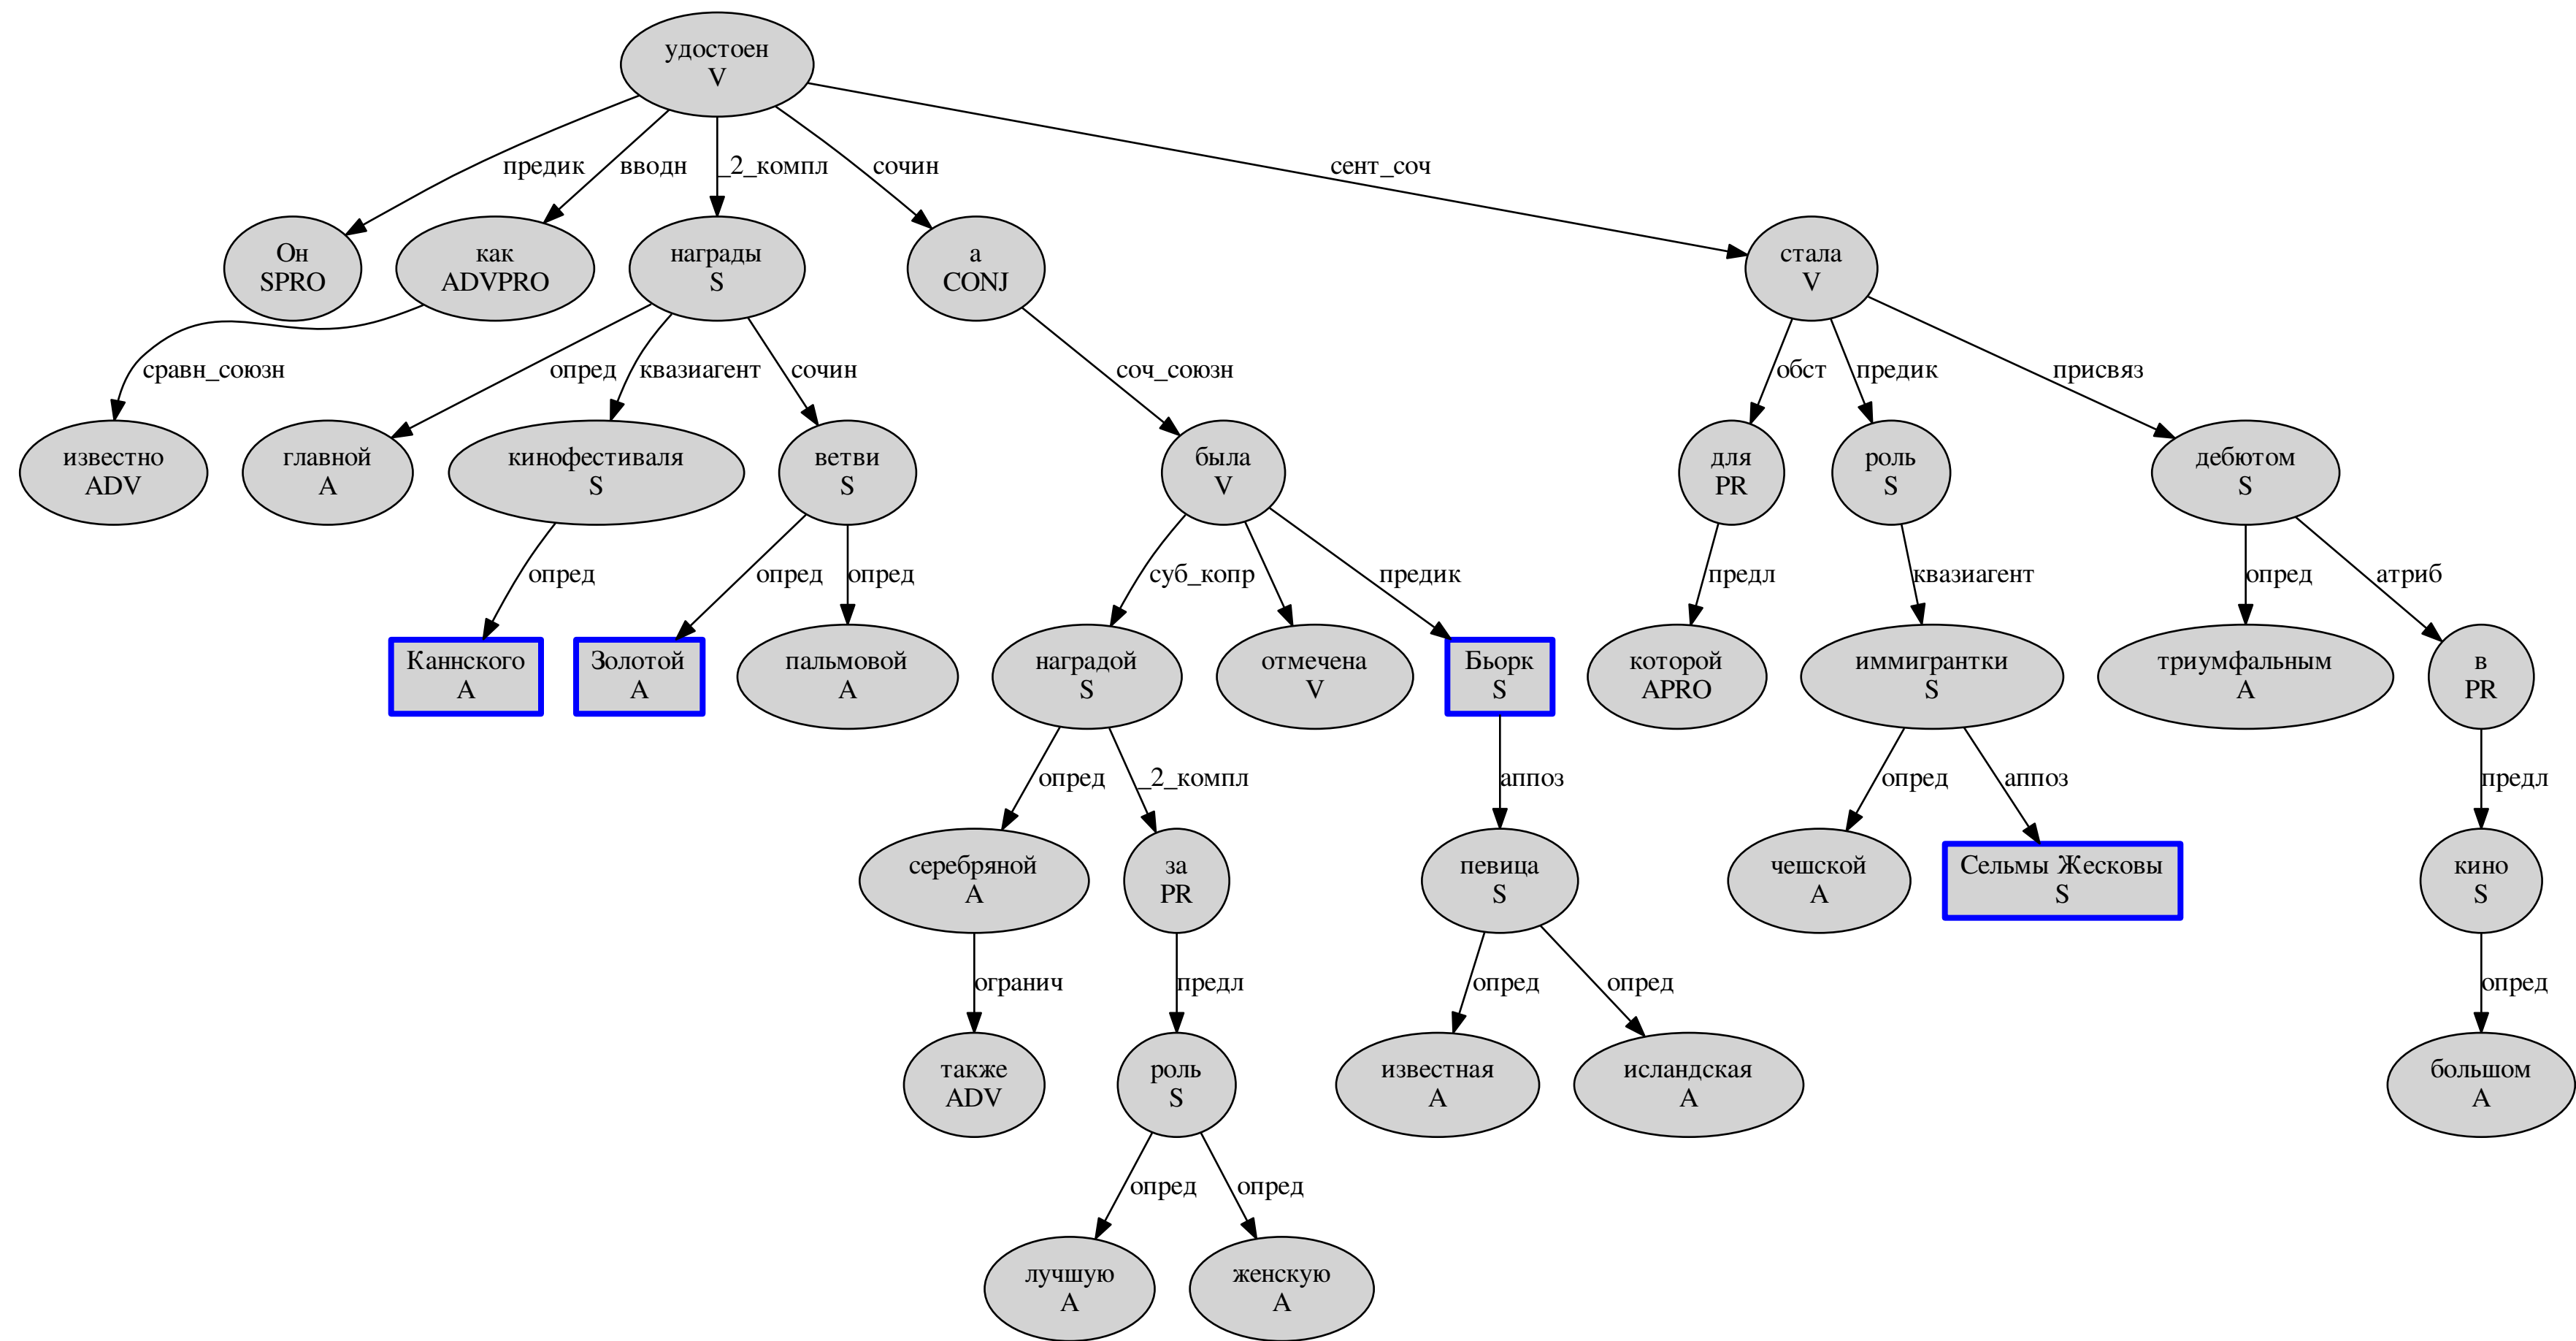 удостоен
V
предик
вводн
_2_компл
сочин
сент_соч
Он
SPRO
как
ADVPRO
награды
S
а
CONJ
стала
V
сравн_союзн
опред
квазиагент
сочин
соч_союзн
обст
предик
присвяз
известно
ADV
главной
A
кинофестиваля
S
ветви
S
была
V
для
PR
роль
S
дебютом
S
опред
опред
опред
суб_копр
предик
предл
квазиагент
опред
атриб
Каннского
A
Золотой
A
пальмовой
A
наградой
S
отмечена
V
Бьорк
S
которой
APRO
иммигрантки
S
триумфальным
A
в
PR
опред
_2_компл
аппоз
опред
аппоз
предл
серебряной
A
за
PR
певица
S
чешской
A
Сельмы Жесковы
S
кино
S
огранич
предл
опред
опред
опред
также
ADV
роль
S
известная
A
исландская
A
большом
A
опред
опред
лучшую
A
женскую
A